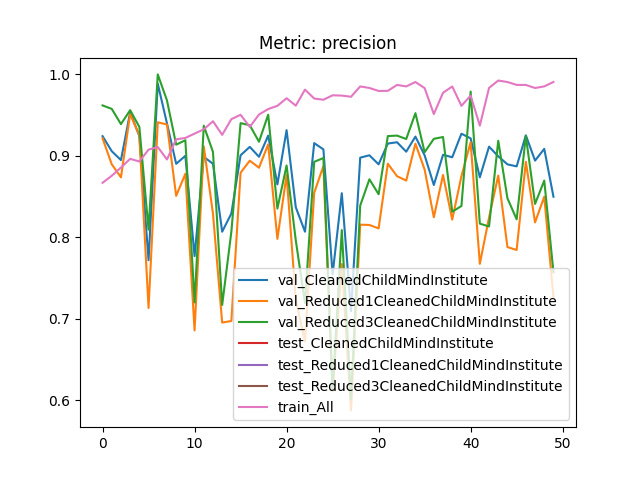 Metric: precision
1.0
0.9
0.8
0.7
0.6
val_CleanedChildMindInstitute
val_Reduced1CleanedChildMindInstitute
val_Reduced3CleanedChildMindInstitute
test_CleanedChildMindInstitute
test_Reduced1CleanedChildMindInstitute
test_Reduced3CleanedChildMindInstitute
train_All
0 10 20 30 40 50